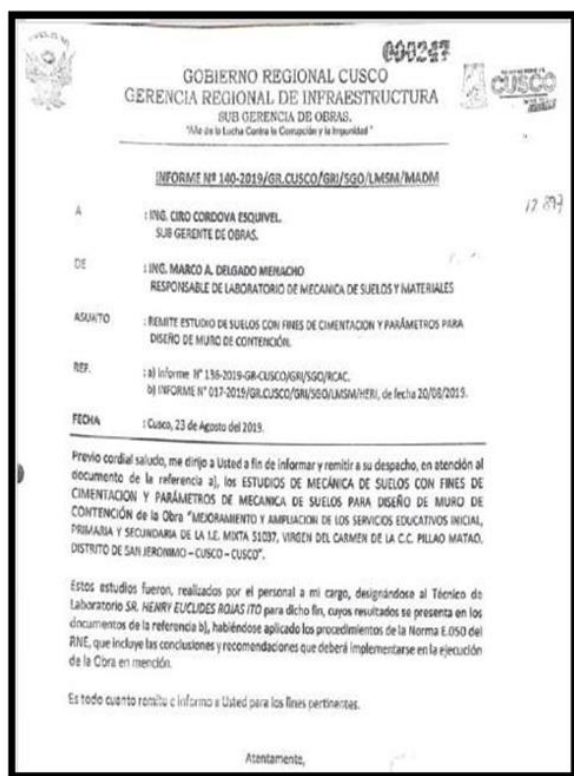 000247
GOBIERNO REGIONAL CUSCO
GERENCIA REGIONAL DE INFRAESTRUCTURA
SUB GERENCIA DE OBRAS.
"Año de la Lucha Contra la Corrupción y la Impunidad"
CUSCO
INFORME Nº 140-2019/GR.CUSCO/GRI/SGO/LMSM/MADM
A : ING. CIRO CORDOVA ESQUIVEL.
SUB GERENTE DE OBRAS.
DE : ING. MARCO A. DELGADO MENACHO
RESPONSABLE DE LABORATORIO DE MECANICA DE SUELOS Y MATERIALES
ASUNTO : REMITE ESTUDIO DE SUELOS CON FINES DE CIMENTACION Y PARÁMETROS PARA
DISEÑO DE MURO DE CONTENCIÓN.
REF. : a) Informe Nº 136-2019-GR-CUSCO/GRI/SGO/RCAC.
b) INFORME N° 017-2019/GR.CUSCO/GRI/SGO/LMSM/HERI, de fecha 20/08/2019.
FECHA : Cusco, 23 de Agosto del 2019.
Previo cordial saludo, me dirijo a Usted a fin de informar y remitir a su despacho, en atención al
documento de la referencia a), los ESTUDIOS DE MECÁNICA DE SUELOS CON FINES DE
CIMENTACION Y PARÁMETROS DE MECANICA DE SUELOS PARA DISEÑO DE MURO DE
CONTENCIÓN de la Obra "MEJORAMIENTO Y AMPLIACION DE LOS SERVICIOS EDUCATIVOS INICIAL,
PRIMARIA Y SECUNDARIA DE LA I.E. MIXTA 51037, VIRGEN DEL CARMEN DE LA C.C. PILLAO MATAO,
DISTRITO DE SAN JERONIMO – CUSCO – CUSCO".
Estos estudios fueron, realizados por el personal a mi cargo, designándose al Técnico de
Laboratorio SR. HENRY EUCLIDES ROJAS ITO para dicho fin, cuyos resultados se presenta en los
documentos de la referencia b), habiéndose aplicado los procedimientos de la Norma E.050 del
RNE, que incluye las conclusiones y recomendaciones que deberá implementarse en la ejecución
de la Obra en mención.
Es todo cuanto remito e informo a Usted para los fines pertinentes.
Atentamente,